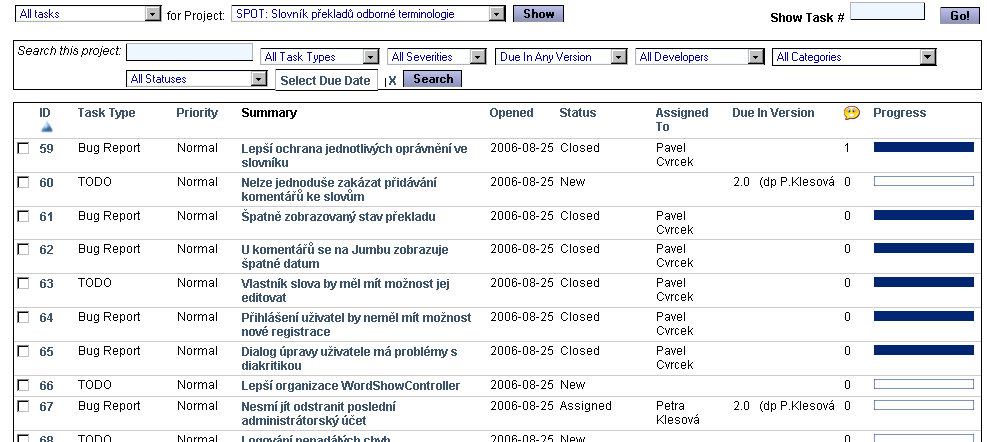 All tasks for Project: SPOT: Slovník překladů odborné terminologie Show Show Task # Go!
Search this project: All Task Types All Severities Due In Any Version All Developers All Categories
All Statuses Select Due Date X Search
ID Task Type Priority Summary Opened Status Assigned To Due In Version Progress
59 Bug Report Normal Lepší ochrana jednotlivých oprávnění ve 2006-08-25 Closed Pavel 1
slovníku Cvrcek
60 TODO Normal Nelze jednoduše zakázat přidávání 2006-08-25 New 2.0 (dp P.Klesová 0
komentářů ke slovům
61 Bug Report Normal Špatně zobrazovaný stav překladu 2006-08-25 Closed Pavel 0
Cvrcek
62 Bug Report Normal U komentářů se na Jumbu zobrazuje 2006-08-25 Closed Pavel 0
špatné datum Cvrcek
63 TODO Normal Vlastník slova by měl mít možnost jej 2006-08-25 Closed Pavel 0
editovat Cvrcek
64 Bug Report Normal Přihlášení uživatel by neměl mít možnost 2006-08-25 Closed Pavel 0
nové registrace Cvrcek
65 Bug Report Normal Dialog úpravy uživatele má problémy s 2006-08-25 Closed Pavel 0
diakritikou Cvrcek
66 TODO Normal Lepší organizace WordShowController 2006-08-25 New 0
67 Bug Report Normal Nesmí jít odstranit poslední 2006-08-25 Assigned Petra 2.0 (dp P.Klesová 0
administrátorský účet Klesová
68 TODO Normal Logování nenadálých chyb 2006-08-25 New 0